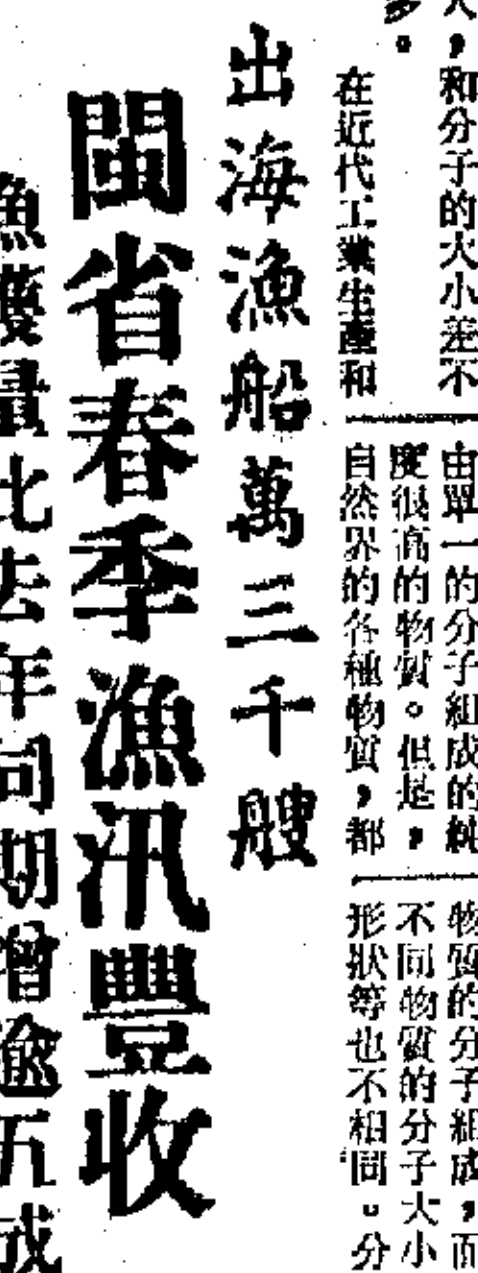 大，和分子的大小差不
多。
在近代工業生產和
由單一的分子組成的純
度很高的物質。但是，
自然界的各種物質，都
物質的分子組成，而
不同物質的分子大小
形狀等也不相同。分
出海漁船萬三千艘
閩省春季漁汛豐收
漁獲量比去年同期增逾五成